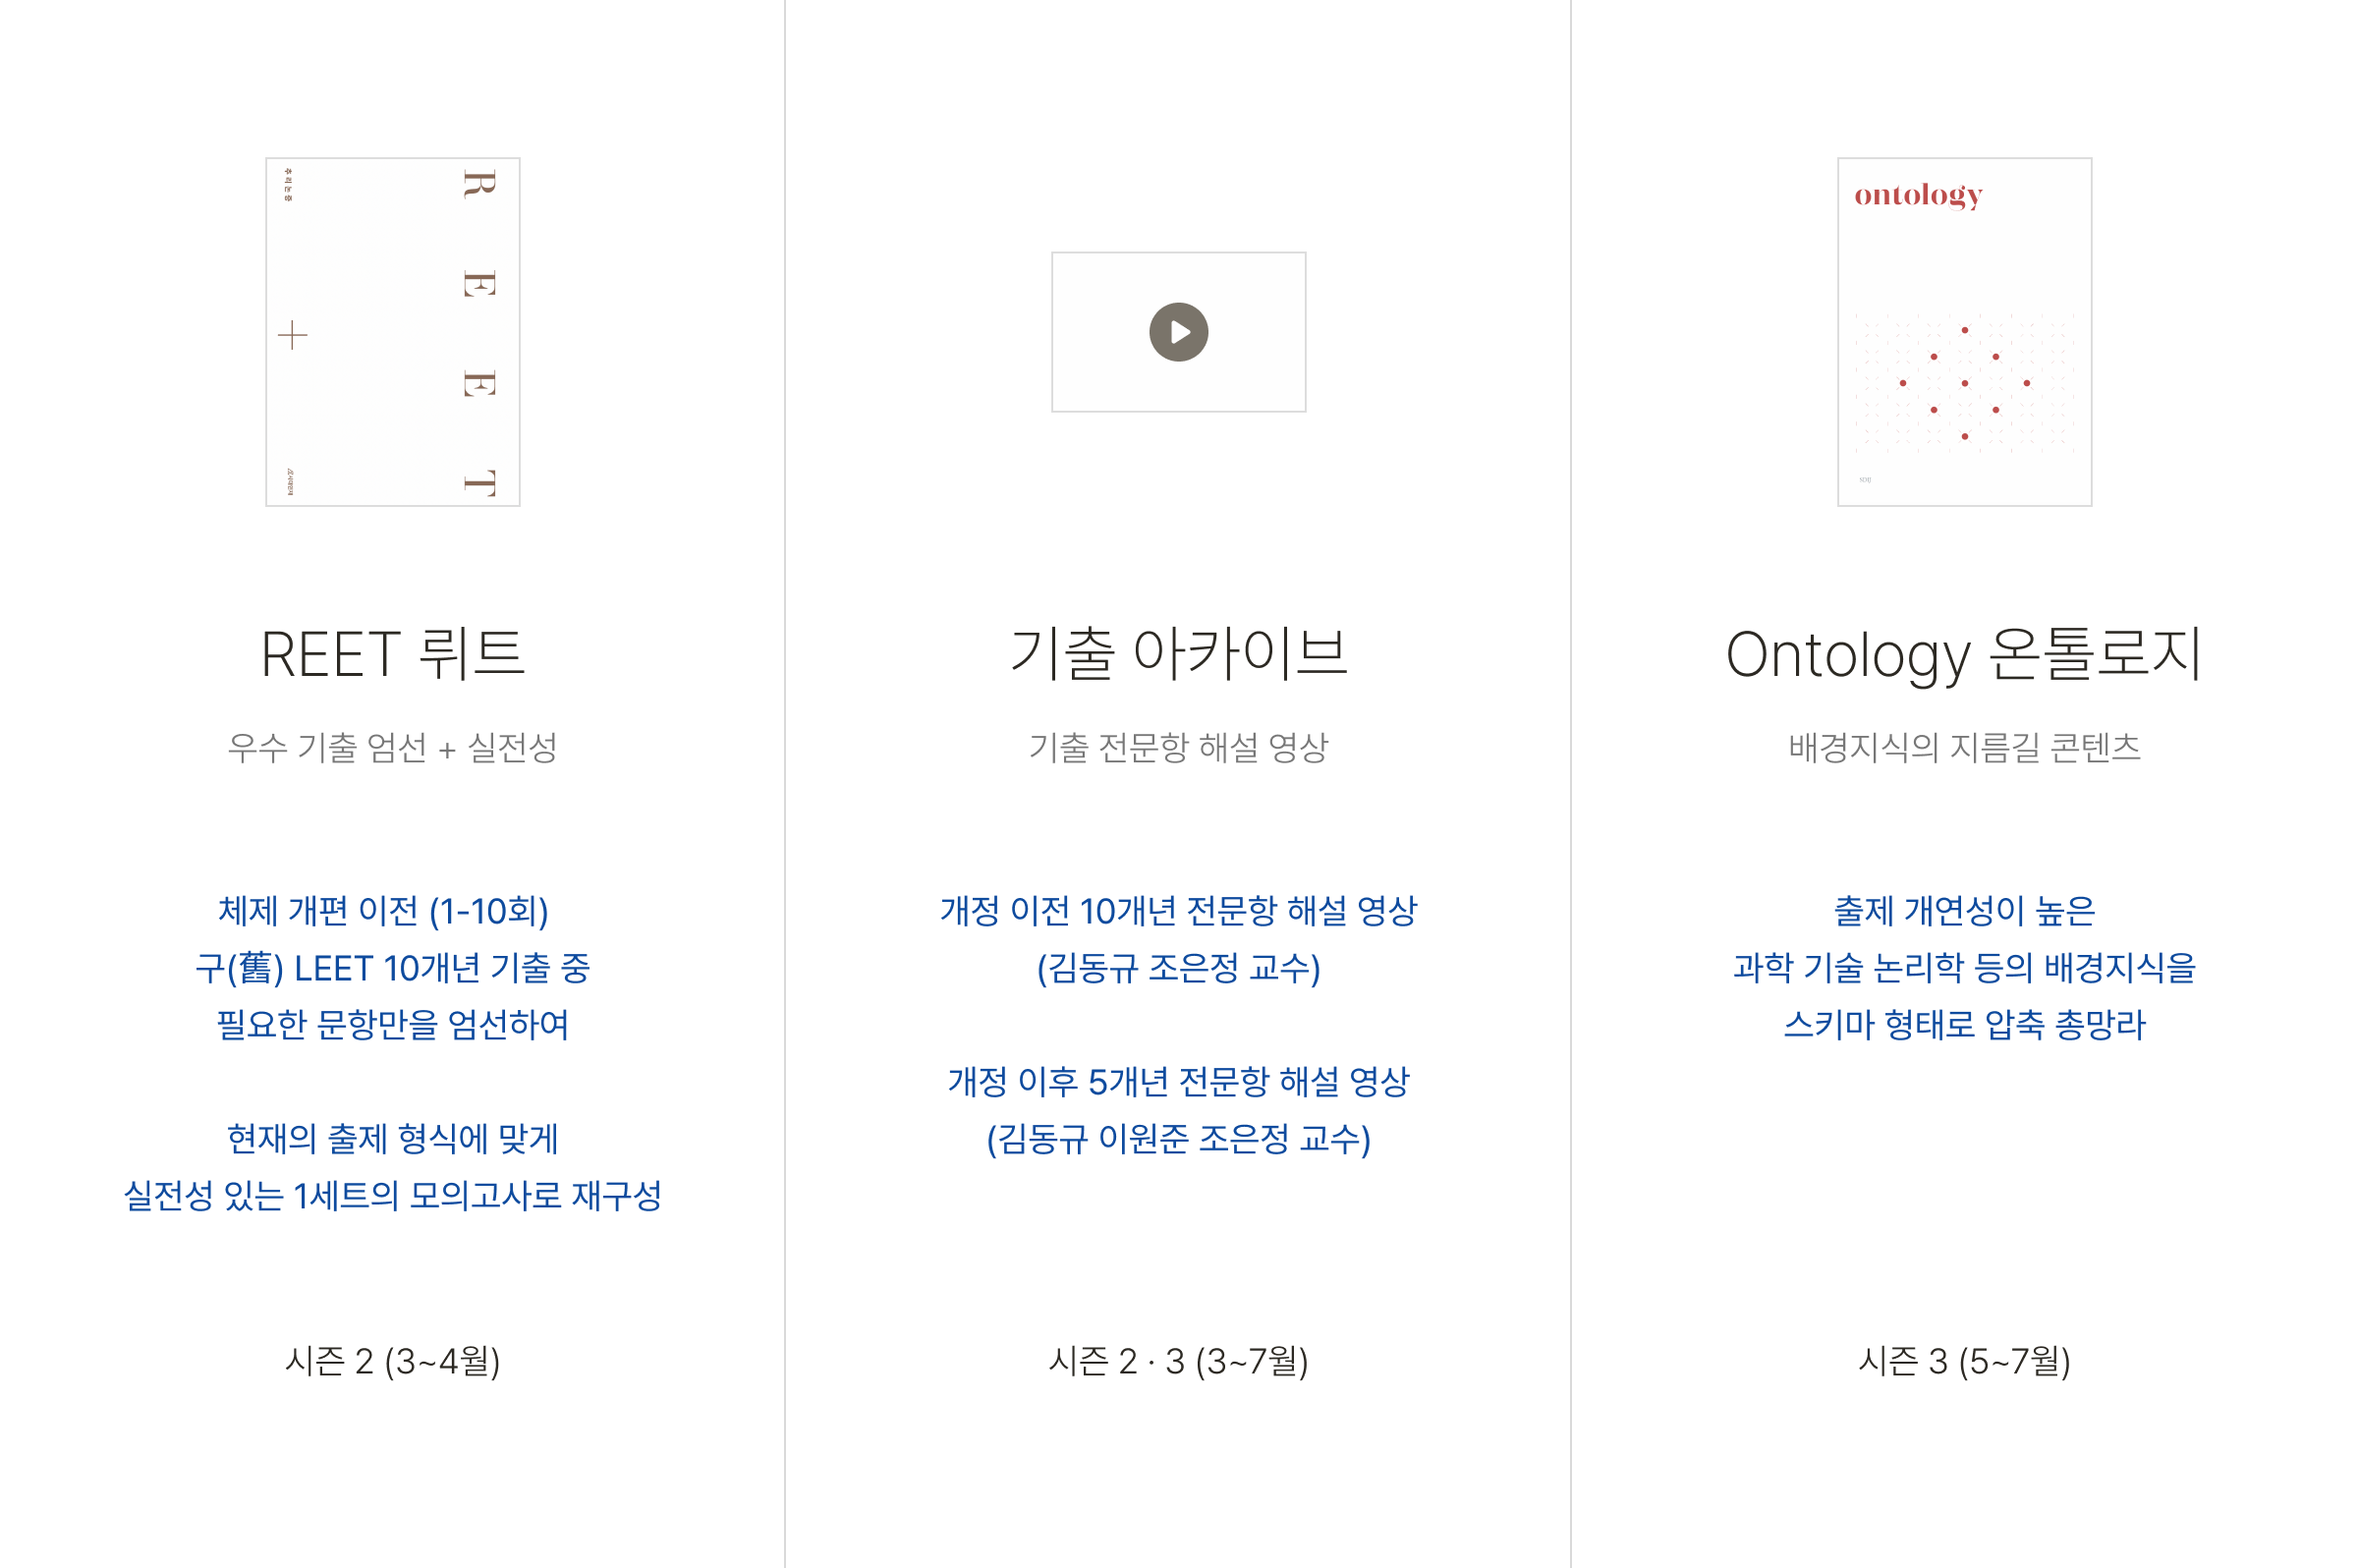 추리논증
REET
REET 뤼트
우수 기출 엄선 + 실전성
체제 개편 이전 (1-10회)
구(舊) LEET 10개년 기출 중
필요한 문항만을 엄선하여
현재의 출제 형식에 맞게
실전성 있는 1세트의 모의고사로 재구성
시즌 2 (3~4월)
기출 아카이브
기출 전문항 해설 영상
개정 이전 10개년 전문항 해설 영상
(김동규 조은정 교수)
개정 이후 5개년 전문항 해설 영상
(김동규 이원준 조은정 교수)
시즌 2 · 3 (3~7월)
ontology
Ontology 온톨로지
배경지식의 지름길 콘텐츠
출제 개연성이 높은
과학 기술 논리학 등의 배경지식을
스키마 형태로 압축 총망라
시즌 3 (5~7월)